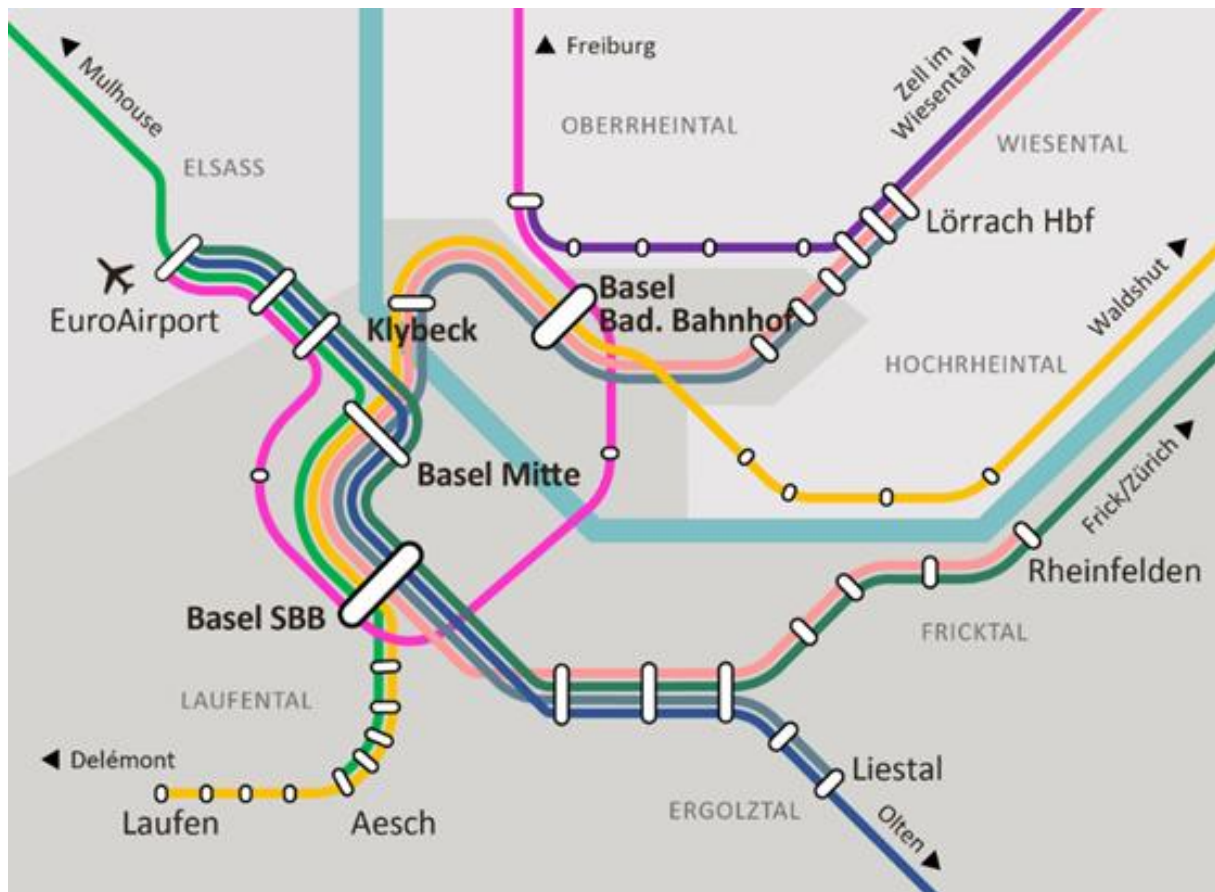 Mulhouse
Freiburg
Zell im
Wiesental
OBERRHEINTAL
WIESENTAL
ELSASS
Lörrach Hbf
EuroAirport
Klybeck
Basel
Bad. Bahnhof
Waldshut
HOCHRHEINTAL
Basel Mitte
Frick/Zürich
Rheinfelden
Basel SBB
FRICKTAL
LAUFENTAL
Delémont
Liestal
Laufen
Aesch
ERGOLZTAL
Olten